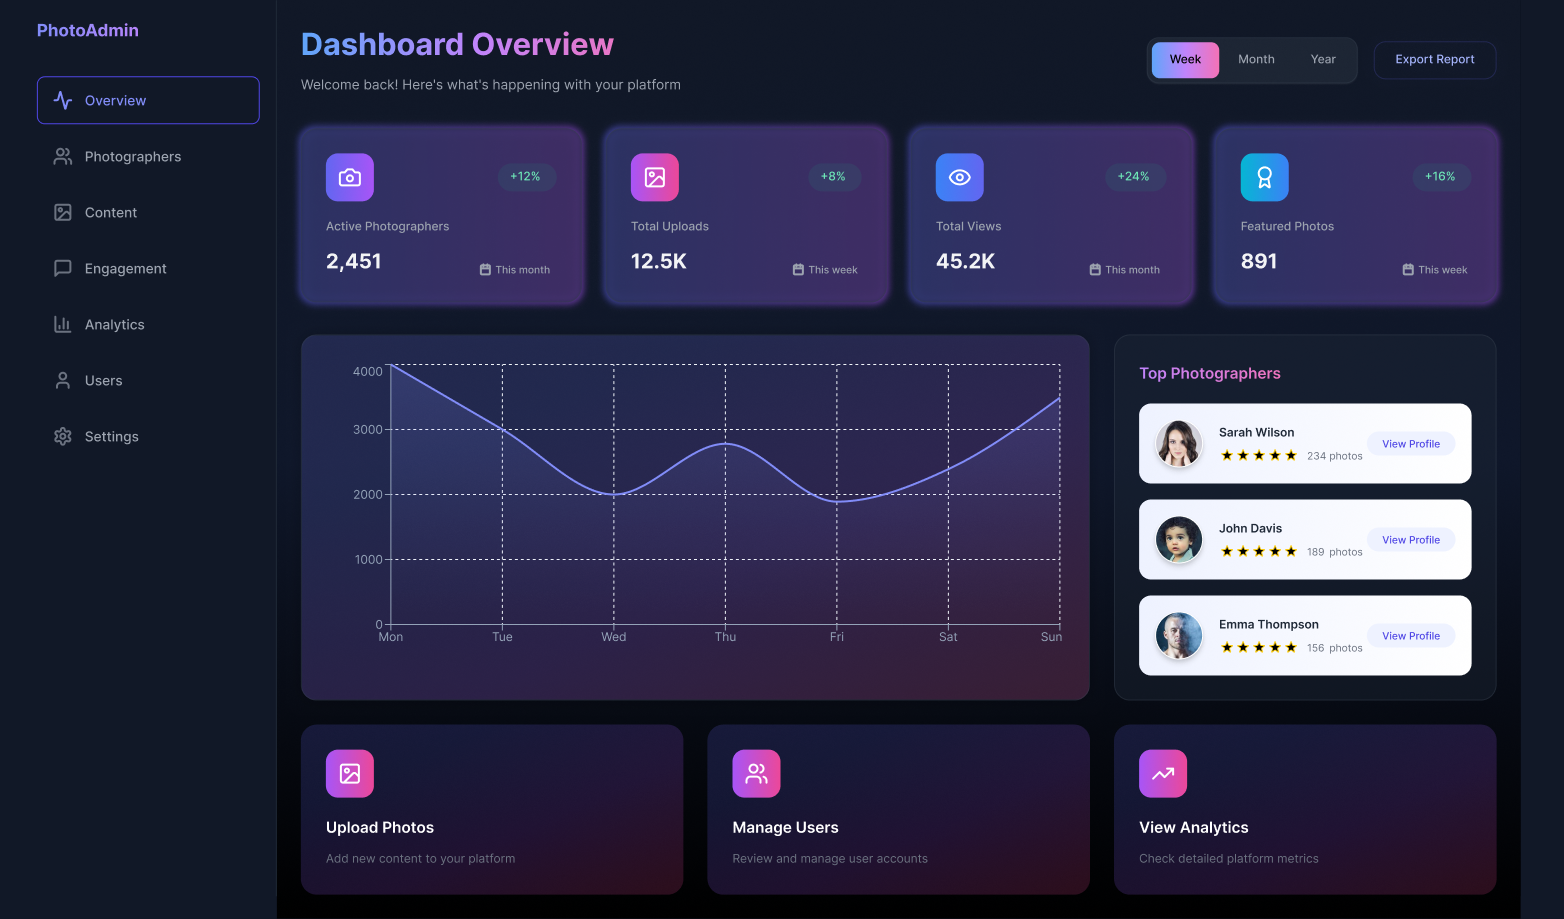 PhotoAdmin
Overview
Photographers
Content
Engagement
Analytics
Users
Settings
Dashboard Overview
Welcome back! Here's what's happening with your platform
Week Month Year
Export Report
+12%
Active Photographers
2,451
This month
+8%
Total Uploads
12.5K
This week
+24%
Total Views
45.2K
This month
+16%
Featured Photos
891
This week
4000
3000
2000
1000
0
Mon Tue Wed Thu Fri Sat Sun
Top Photographers
Sarah Wilson
★ ★ ★ ★ ★ 234 photos
View Profile
John Davis
★ ★ ★ ★ ★ 189 photos
View Profile
Emma Thompson
★ ★ ★ ★ ★ 156 photos
View Profile
Upload Photos
Add new content to your platform
Manage Users
Review and manage user accounts
View Analytics
Check detailed platform metrics